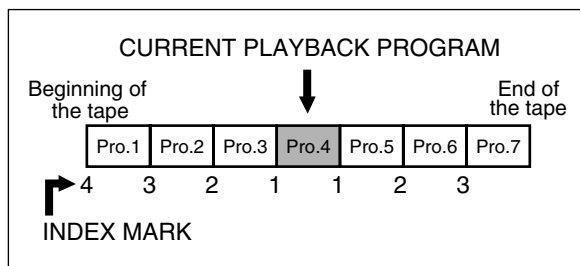 CURRENT PLAYBACK PROGRAM
Beginning of
the tape
End of
the tape
Pro.1 Pro.2 Pro.3 Pro.4 Pro.5 Pro.6 Pro.7
4 3 2 1 1 2 3
INDEX MARK